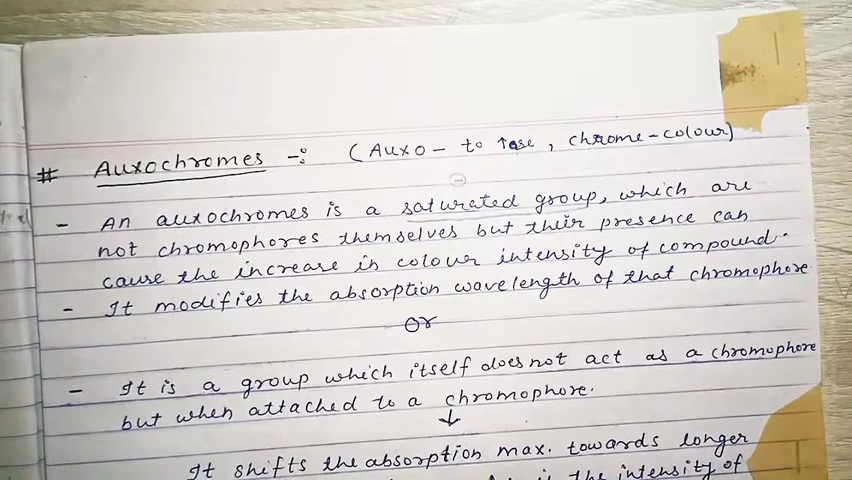 # Auxochromes -: (Auxo - to ↑ase, chrome-colour)
- An auxochromes is a saturated group, which are
not chromophores themselves but their presence can
cause the increase in colour intensity of compound.
- It modifies the absorption wavelength of that chromophore
or
- It is a group which itself does not act as a chromophore
but when attached to a chromophore.
↓
It shifts the absorption max. towards longer
the intensity of